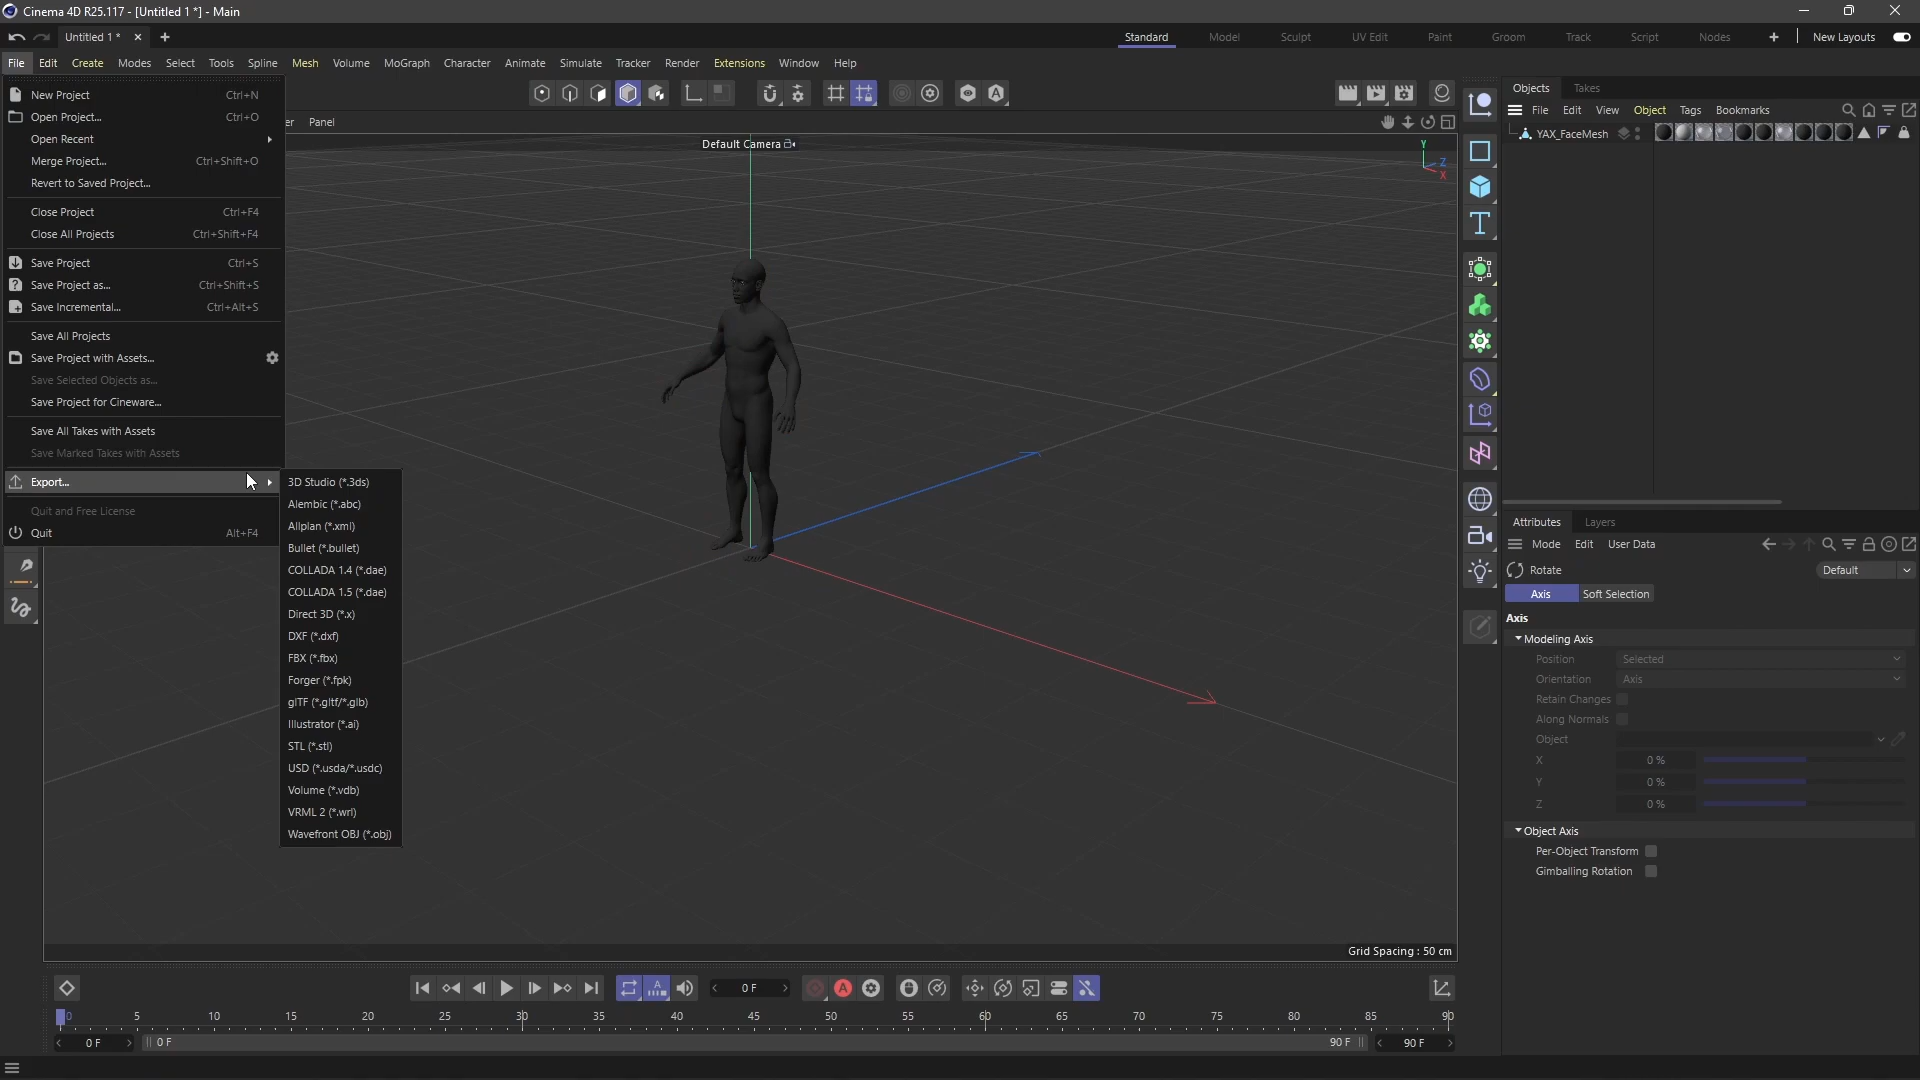 Cinema 4D R25.117 - [Untitled 1 *] - Main
Untitled 1 *
Standard Model Sculpt UV Edit Paint Groom Track Script Nodes New Layouts
File Edit Create Modes Select Tools Spline Mesh Volume MoGraph Character Animate Simulate Tracker Render Extensions Window Help
New Project Ctrl+N
Open Project... Ctrl+O
Open Recent
Merge Project... Ctrl+Shift+O
Revert to Saved Project...
Close Project Ctrl+F4
Close All Projects Ctrl+Shift+F4
Save Project Ctrl+S
Save Project as... Ctrl+Shift+S
Save Incremental... Ctrl+Alt+S
Save All Projects
Save Project with Assets...
Save Selected Objects as...
Save Project for Cineware...
Save All Takes with Assets
Save Marked Takes with Assets
Export...
Quit and Free License
Quit Alt+F4
3D Studio (*.3ds)
Alembic (*.abc)
Allplan (*.xml)
Bullet (*.bullet)
COLLADA 1.4 (*.dae)
COLLADA 1.5 (*.dae)
Direct 3D (*.x)
DXF (*.dxf)
FBX (*.fbx)
Forger (*.fpk)
glTF (*.gltf/*.glb)
Illustrator (*.ai)
STL (*.stl)
USD (*.usda/*.usdc)
Volume (*.vdb)
VRML 2 (*.wrl)
Wavefront OBJ (*.obj)
er Panel
Default Camera
Y
Z
X
Grid Spacing : 50 cm
Objects Takes
File Edit View Object Tags Bookmarks
YAX_FaceMesh
Attributes Layers
Mode Edit User Data
Rotate Default
Axis Soft Selection
Axis
Modeling Axis
Position Selected
Orientation Axis
Retain Changes
Along Normals
Object
X 0 %
Y 0 %
Z 0 %
Object Axis
Per-Object Transform
Gimballing Rotation
0 F
0 5 10 15 20 25 30 35 40 45 50 55 60 65 70 75 80 85 90
0 F 0 F 90 F 90 F